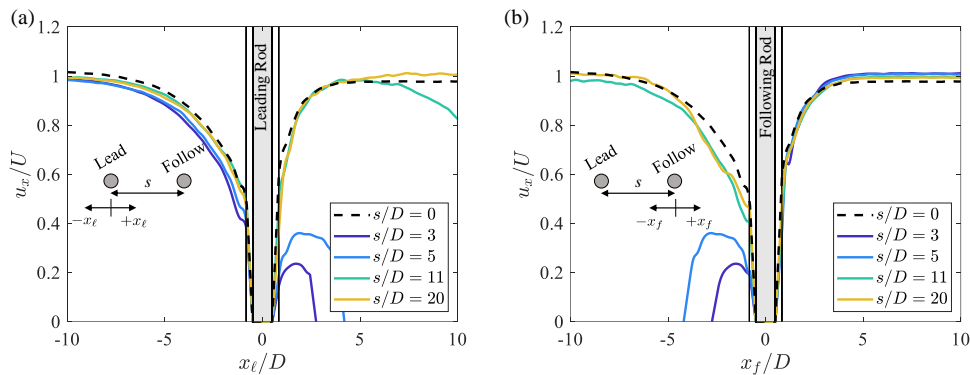 (a)
1.2
1
0.8
0.6
0.4
0.2
0
u_x/U
-10
-5
0
5
10
x_ℓ/D
Leading Rod
Lead
Follow
s
−x_ℓ
+x_ℓ
s/D = 0
s/D = 3
s/D = 5
s/D = 11
s/D = 20
(b)
1.2
1
0.8
0.6
0.4
0.2
0
u_x/U
-10
-5
0
5
10
x_f/D
Following Rod
Lead
Follow
s
−x_f
+x_f
s/D = 0
s/D = 3
s/D = 5
s/D = 11
s/D = 20